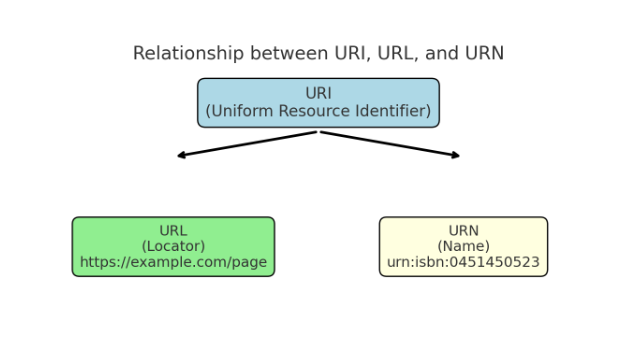 Relationship between URI, URL, and URN
URI
(Uniform Resource Identifier)
URL
(Locator)
https://example.com/page
URN
(Name)
urn:isbn:0451450523